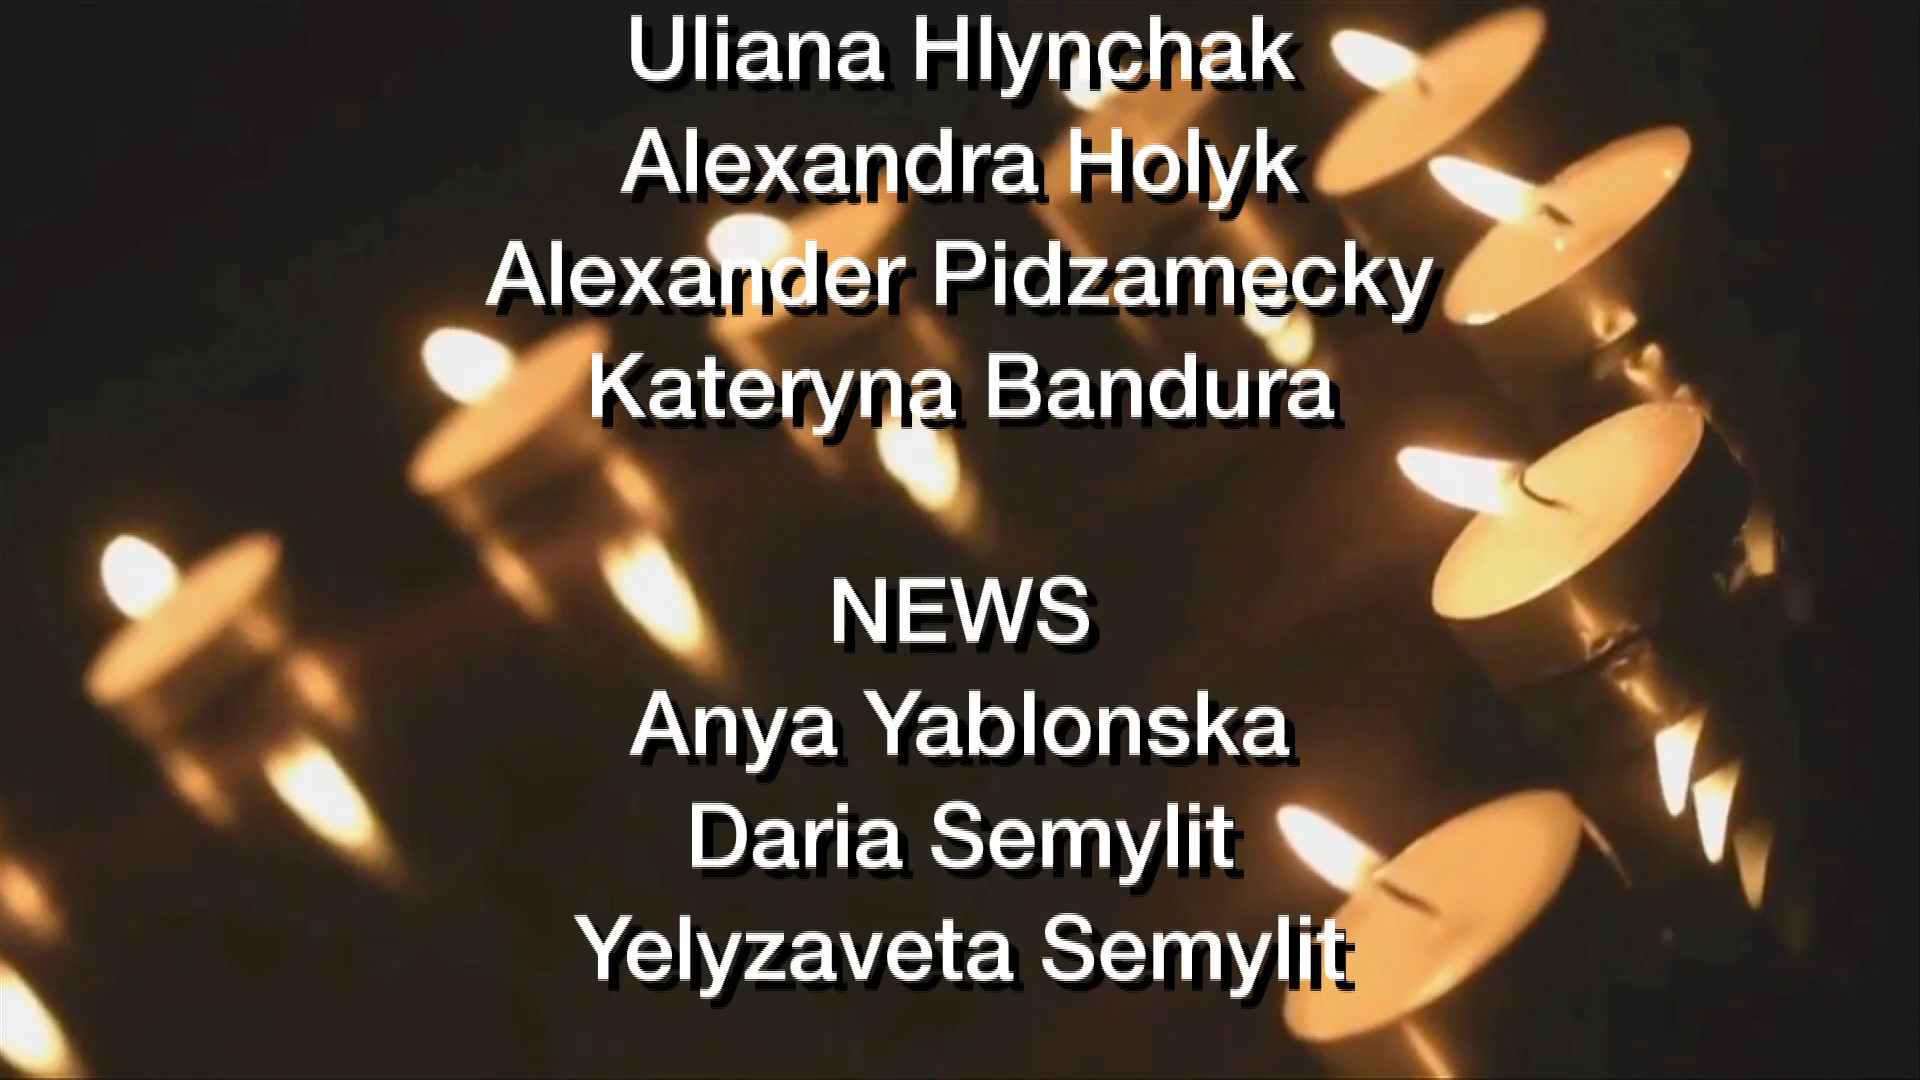 Uliana Hlynchak
Alexandra Holyk
Alexander Pidzamecky
Kateryna Bandura
NEWS
Anya Yablonska
Daria Semylit
Yelyzaveta Semylit